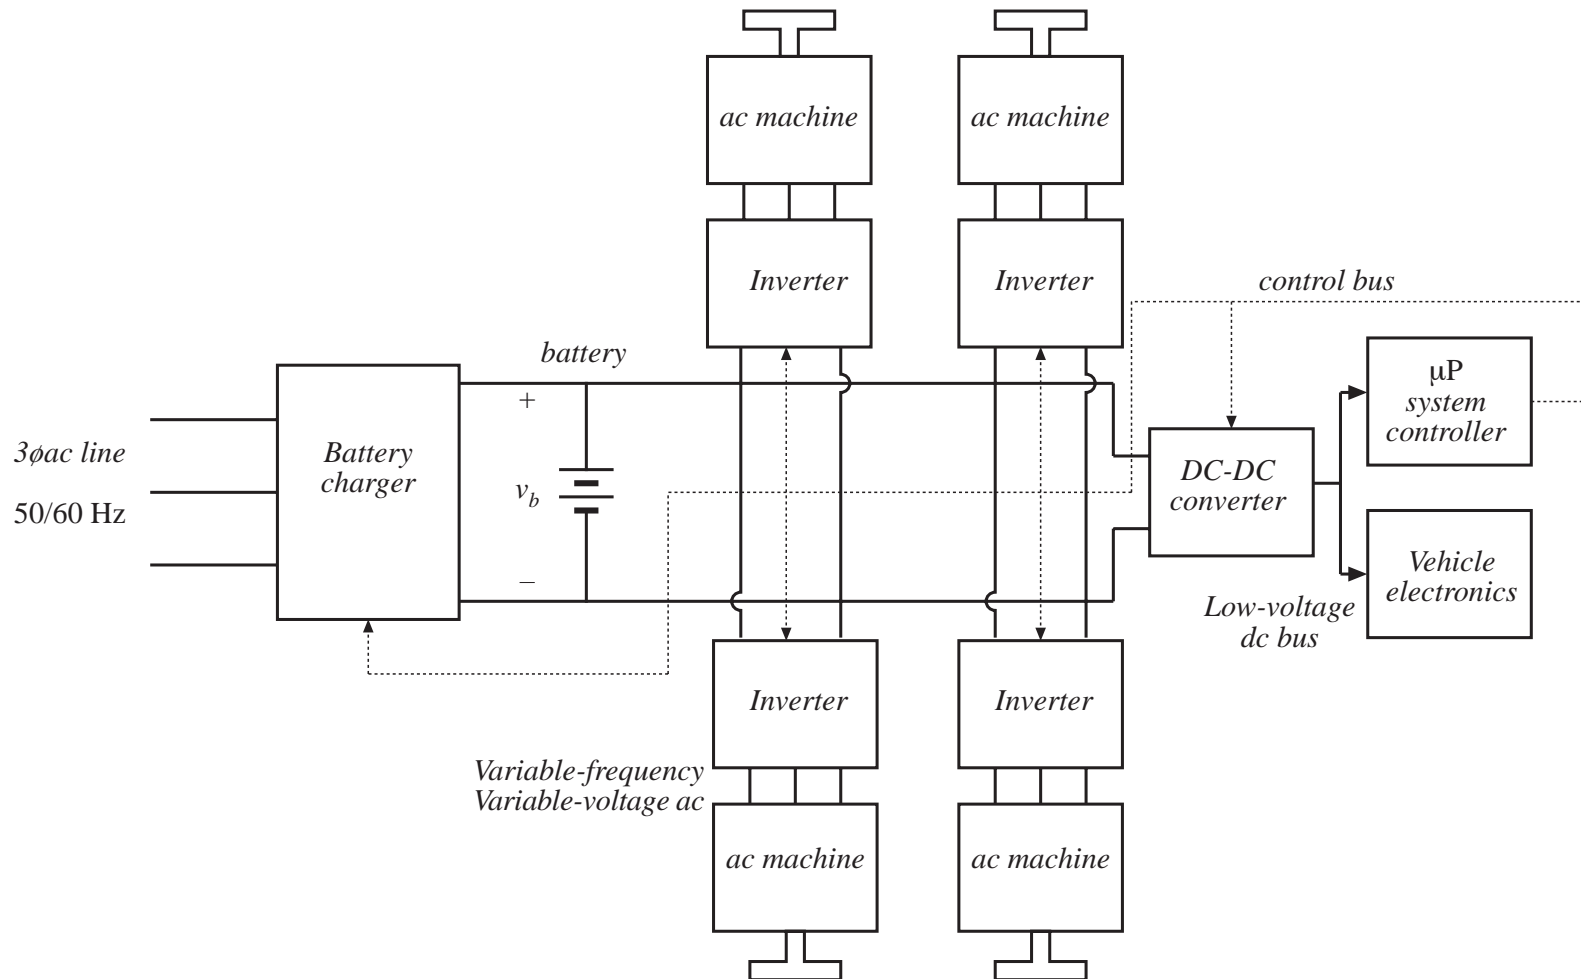 ac machine
ac machine
Inverter
Inverter
control bus
battery
+
μP
system
controller
3øac line
50/60 Hz
Battery
charger
v_b
DC-DC
converter
–
Vehicle
electronics
Low-voltage
dc bus
Inverter
Inverter
Variable-frequency
Variable-voltage ac
ac machine
ac machine